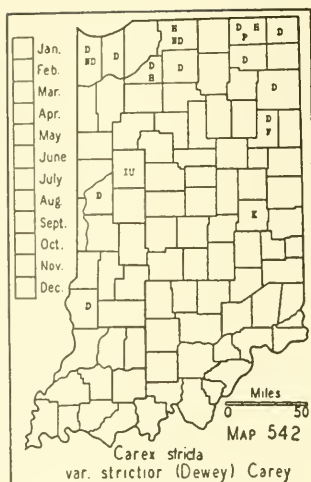 Jan.
Feb.
Mar.
Apr.
May
June
July
Aug.
Sept.
Oct.
Nov.
Dec.
D ND
D
H ND
D H
D
D H P
D
D
D
D
IU
D
K
D
Miles
0 50
MAP 542
Carex stricta
var. strictior (Dewey) Carey